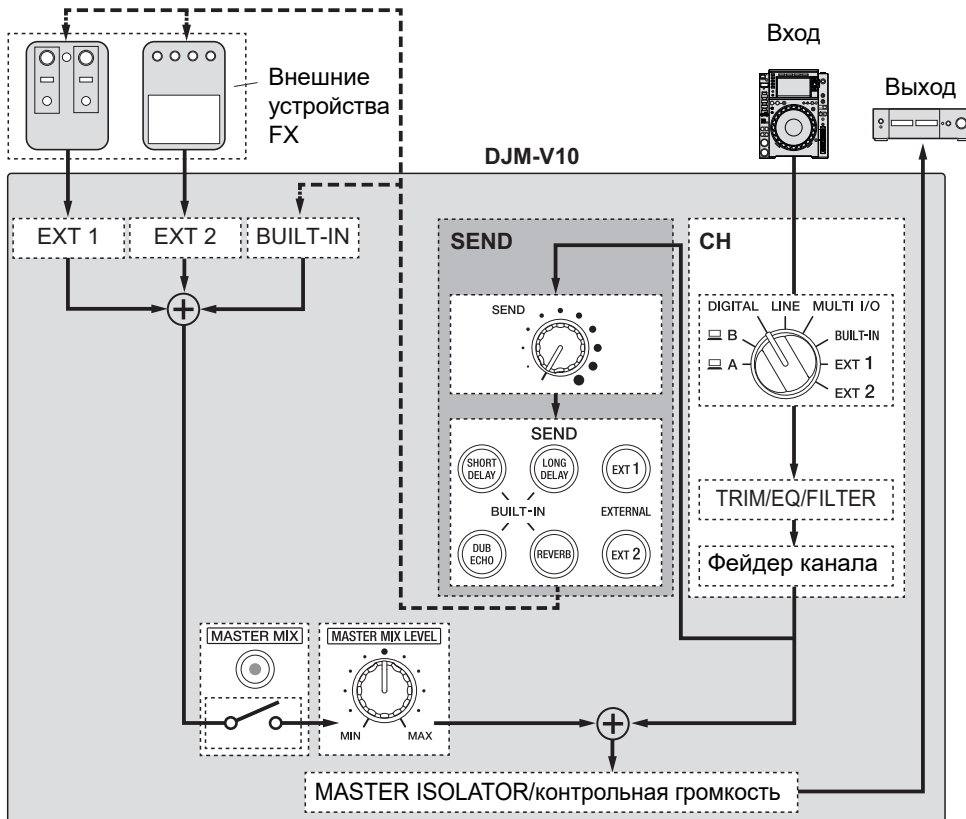 Вход
Внешние
устройства
FX
Выход
DJM-V10
EXT 1
EXT 2
BUILT-IN
SEND
CH
SEND
DIGITAL
LINE
MULTI I/O
B
BUILT-IN
A
EXT 1
EXT 2
SEND
SHORT
DELAY
LONG
DELAY
EXT 1
BUILT-IN
EXTERNAL
DUB
ECHO
REVERB
EXT 2
TRIM/EQ/FILTER
Фейдер канала
MASTER MIX
MASTER MIX LEVEL
MIN
MAX
MASTER ISOLATOR/контрольная громкость